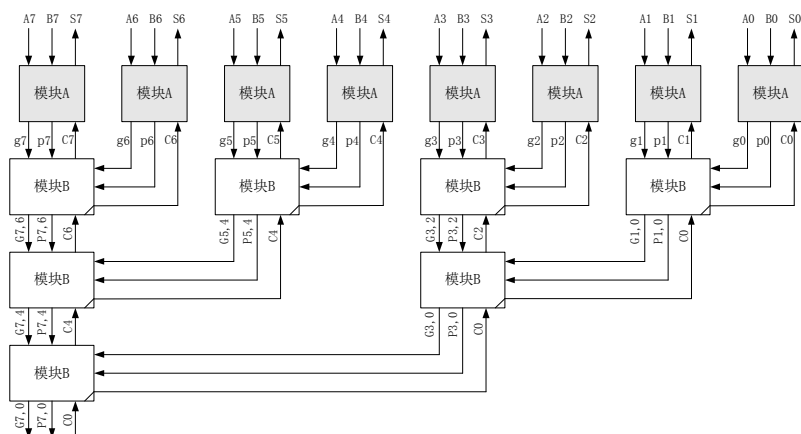 A7 B7 S7 A6 B6 S6 A5 B5 S5 A4 B4 S4 A3 B3 S3 A2 B2 S2 A1 B1 S1 A0 B0 S0
模块A 模块A 模块A 模块A 模块A 模块A 模块A 模块A
g7 p7 C7 g6 p6 C6 g5 p5 C5 g4 p4 C4 g3 p3 C3 g2 p2 C2 g1 p1 C1 g0 p0 C0
模块B 模块B 模块B 模块B
G7,6 P7,6 C6 G5,4 P5,4 C4 G3,2 P3,2 C2 G1,0 P1,0 C0
模块B 模块B
G7,4 P7,4 C4 G3,0 P3,0 C0
模块B
G7,0 P7,0 C0